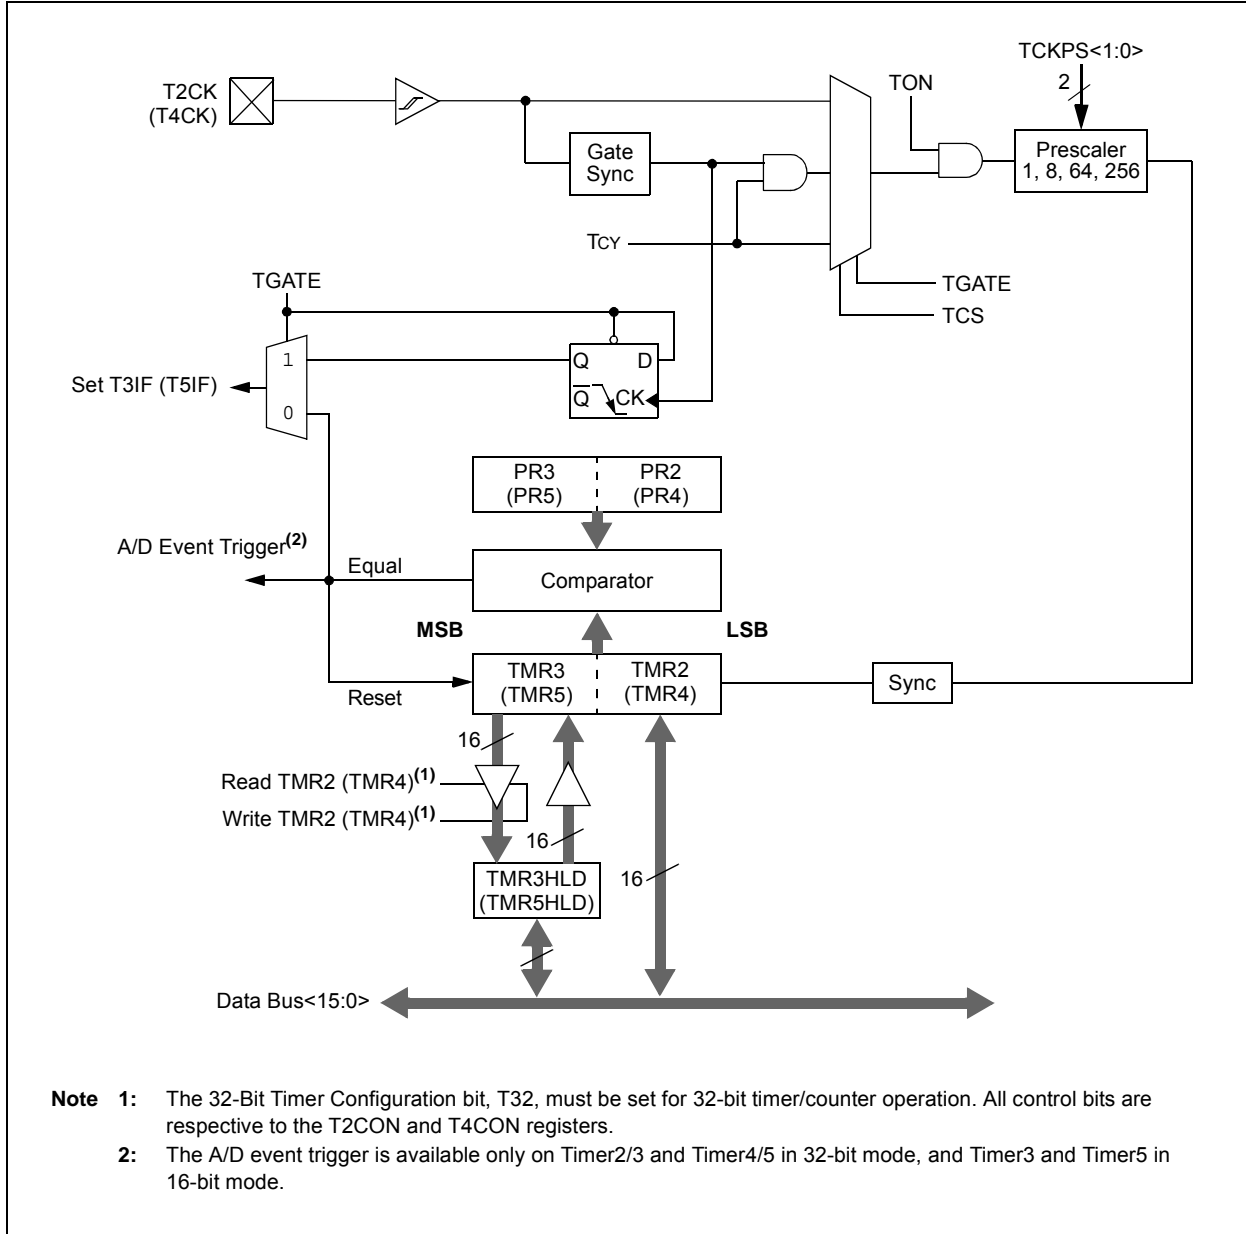 TCKPS<1:0>
2
TON
T2CK
(T4CK)
Gate
Sync
Prescaler
1, 8, 64, 256
TCY
TGATE
TCS
TGATE
1
Q
D
Set T3IF (T5IF)
Q
CK
0
PR3
(PR5)
PR2
(PR4)
A/D Event Trigger(2)
Equal
Comparator
MSB
LSB
TMR3
(TMR5)
TMR2
(TMR4)
Sync
Reset
16
Read TMR2 (TMR4)(1)
Write TMR2 (TMR4)(1)
16
16
TMR3HLD
(TMR5HLD)
Data Bus<15:0>
Note 1: The 32-Bit Timer Configuration bit, T32, must be set for 32-bit timer/counter operation. All control bits are
respective to the T2CON and T4CON registers.
2: The A/D event trigger is available only on Timer2/3 and Timer4/5 in 32-bit mode, and Timer3 and Timer5 in
16-bit mode.